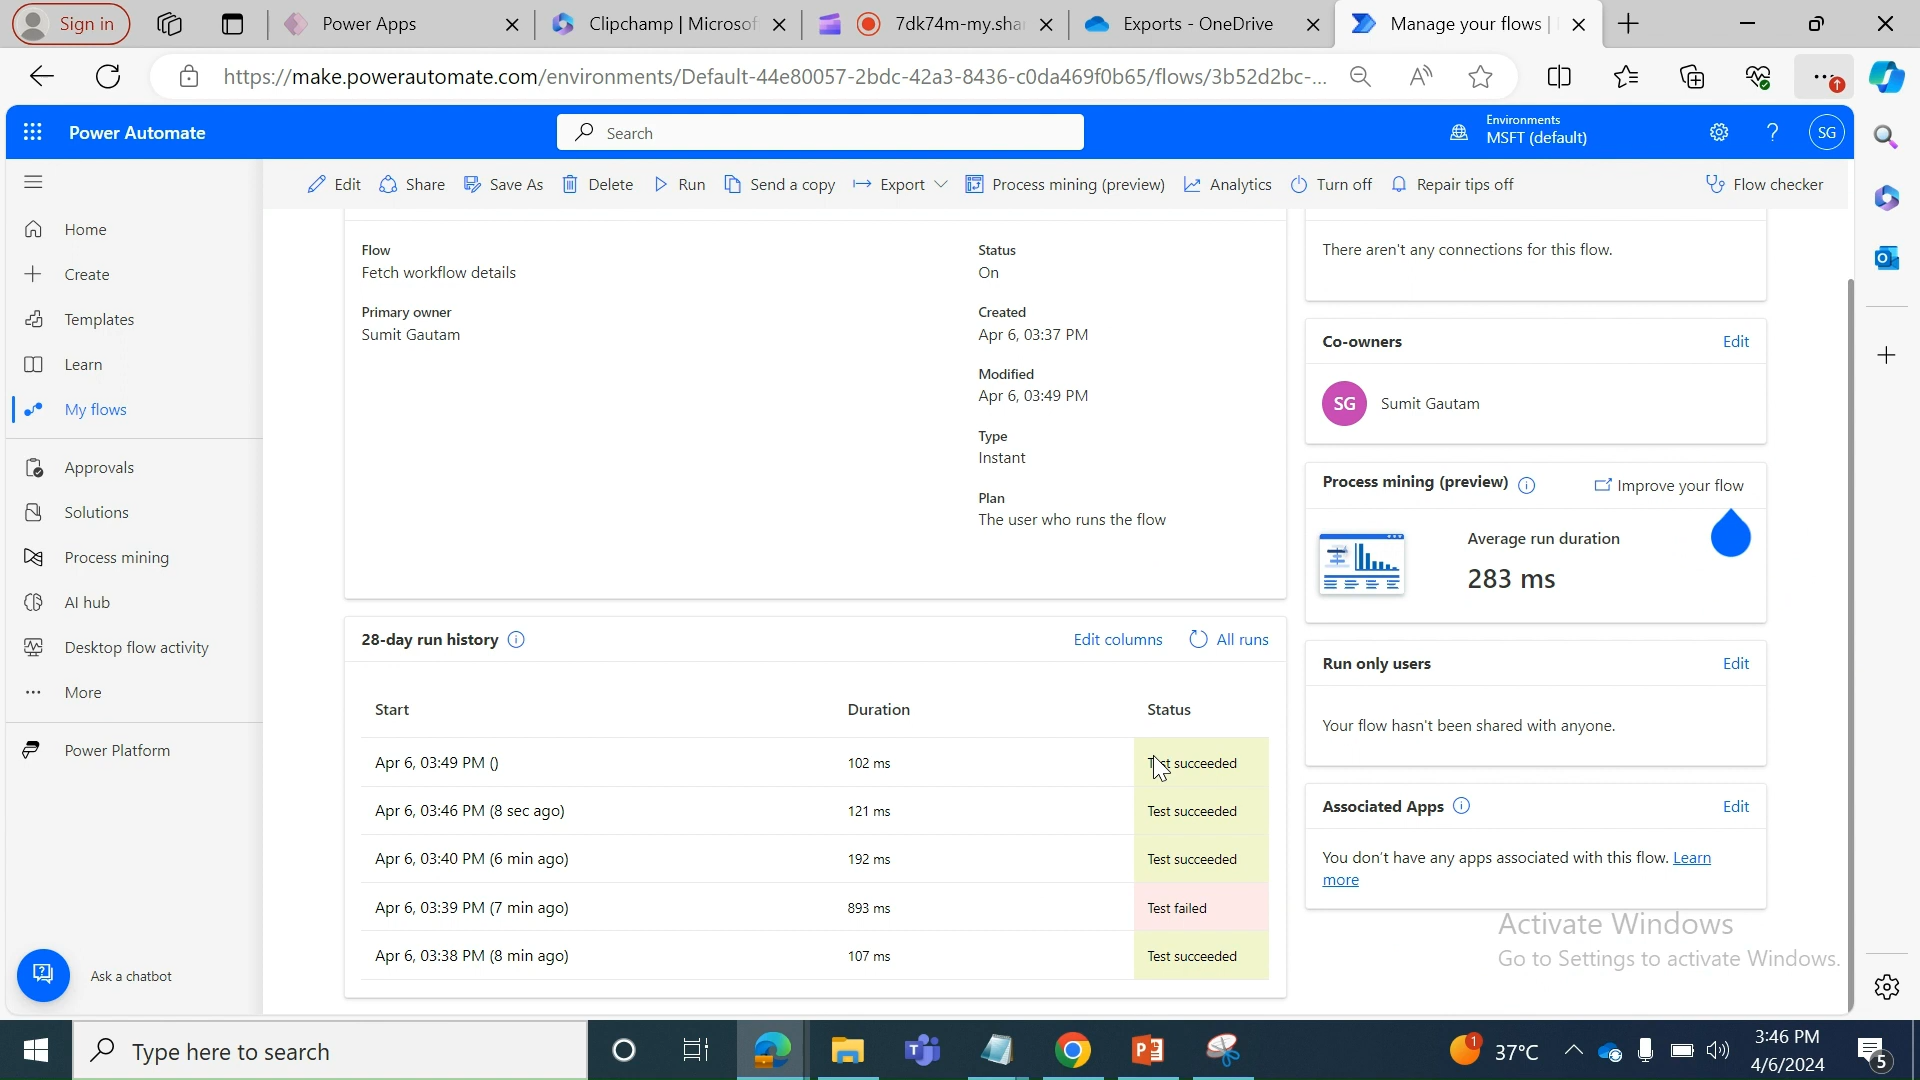 Sign in
Power Apps
Clipchamp | Microsof
7dk74m-my.sha
Exports - OneDrive
Manage your flows |
https://make.powerautomate.com/environments/Default-44e80057-2bdc-42a3-8436-c0da469f0b65/flows/3b52d2bc-...
Power Automate
Search
Environments
MSFT (default)
SG
Edit
Share
Save As
Delete
Run
Send a copy
Export
Process mining (preview)
Analytics
Turn off
Repair tips off
Flow checker
Home
Create
Templates
Learn
My flows
Approvals
Solutions
Process mining
AI hub
Desktop flow activity
More
Power Platform
Ask a chatbot
Flow
Fetch workflow details
Primary owner
Sumit Gautam
Status
On
Created
Apr 6, 03:37 PM
Modified
Apr 6, 03:49 PM
Type
Instant
Plan
The user who runs the flow
28-day run history
Edit columns
All runs
Start Duration Status
Apr 6, 03:49 PM () 102 ms succeeded
Apr 6, 03:46 PM (8 sec ago) 121 ms Test succeeded
Apr 6, 03:40 PM (6 min ago) 192 ms Test succeeded
Apr 6, 03:39 PM (7 min ago) 893 ms Test failed
Apr 6, 03:38 PM (8 min ago) 107 ms Test succeeded
There aren't any connections for this flow.
Co-owners
Edit
SG
Sumit Gautam
Process mining (preview)
Improve your flow
Average run duration
283 ms
Run only users
Edit
Your flow hasn't been shared with anyone.
Associated Apps
Edit
You don't have any apps associated with this flow. Learn
more
Activate Windows
Go to Settings to activate Windows.
Type here to search
1
37°C
3:46 PM
4/6/2024
5